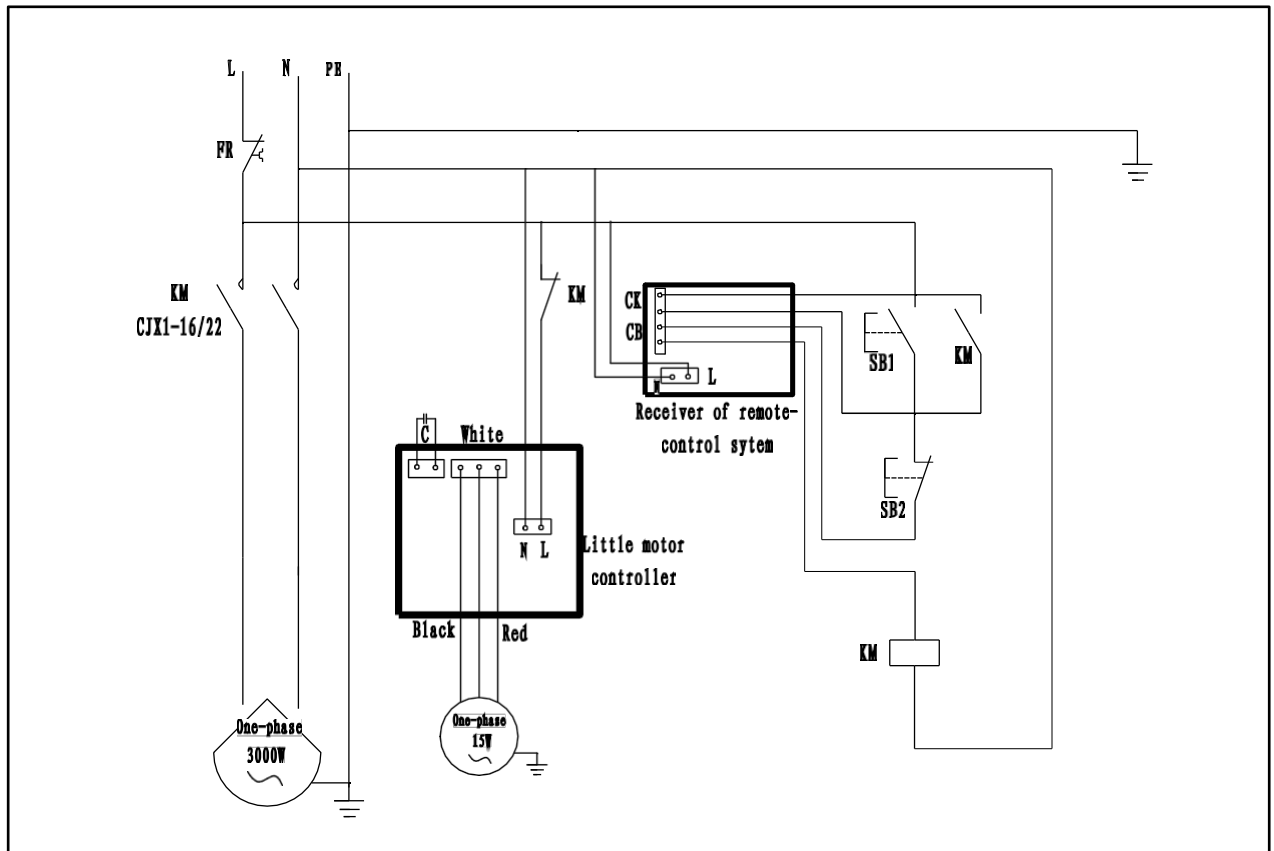 L N PE
FR
KM
CJX1-16/22
KM
CK
CB
N L
Receiver of remote-
control sytem
SB1
KM
SB2
C White
N L
Little motor
controller
Black Red
KM
One-phase
3000W
One-phase
15W